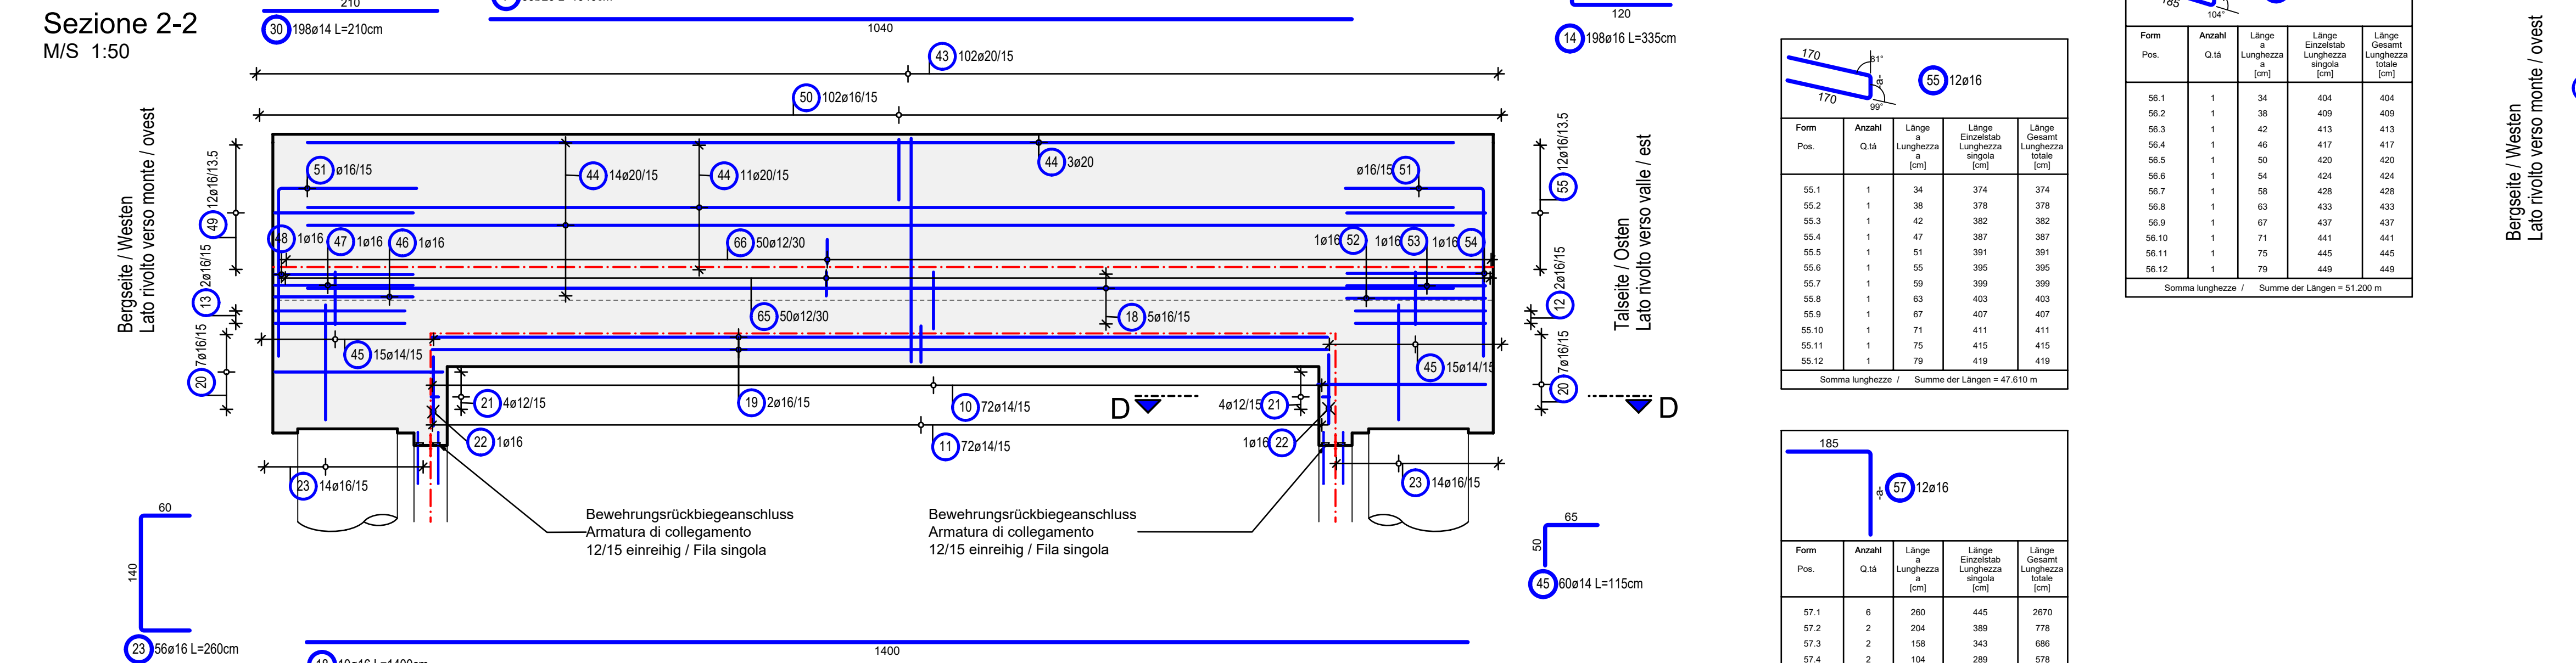 Sezione 2-2
M/S 1:50
210
30 198ø14 L=210cm
1040
120
14 198ø16 L=335cm
43 102ø20/15
50 102ø16/15
Bergseite / Westen
Lato rivolto verso monte / ovest
49 12ø16/13.5
13 2ø16/15
20 7ø16/15
51 ø16/15
44 14ø20/15
44 11ø20/15
44 3ø20
ø16/15 51
48 1ø16
47 1ø16
46 1ø16
66 50ø12/30
1ø16 52
1ø16 53
1ø16 54
65 50ø12/30
18 5ø16/15
45 15ø14/15
45 15ø14/15
21 4ø12/15
19 2ø16/15
10 72ø14/15
4ø12/15 21
D
D
22 1ø16
11 72ø14/15
1ø16 22
23 14ø16/15
23 14ø16/15
55 12ø16/13.5
12 2ø16/15
20 7ø16/15
Talseite / Osten
Lato rivolto verso valle / est
Bewehrungsrückbiegeanschluss
Armatura di collegamento
12/15 einreihig / Fila singola
Bewehrungsrückbiegeanschluss
Armatura di collegamento
12/15 einreihig / Fila singola
60
140
23 56ø16 L=260cm
65
50
45 60ø14 L=115cm
1400
170
170
81°
-a-
99°
55 12ø16
Form Anzahl Länge Länge Länge
a Einzelstab Gesamt
Pos. Q.tá Lunghezza Lunghezza Lunghezza
a singola totale
[cm] [cm] [cm]
55.1 1 34 374 374
55.2 1 38 378 378
55.3 1 42 382 382
55.4 1 47 387 387
55.5 1 51 391 391
55.6 1 55 395 395
55.7 1 59 399 399
55.8 1 63 403 403
55.9 1 67 407 407
55.10 1 71 411 411
55.11 1 75 415 415
55.12 1 79 419 419
Somma lunghezze / Summe der Längen = 47.610 m
185
-a-
57 12ø16
Form Anzahl Länge Länge Länge
a Einzelstab Gesamt
Pos. Q.tá Lunghezza Lunghezza Lunghezza
a singola totale
[cm] [cm] [cm]
57.1 6 260 445 2670
57.2 2 204 389 778
57.3 2 158 343 686
57.4 2 104 289 578
185
104°
Form Anzahl Länge Länge Länge
a Einzelstab Gesamt
Pos. Q.tá Lunghezza Lunghezza Lunghezza
a singola totale
[cm] [cm] [cm]
56.1 1 34 404 404
56.2 1 38 409 409
56.3 1 42 413 413
56.4 1 46 417 417
56.5 1 50 420 420
56.6 1 54 424 424
56.7 1 58 428 428
56.8 1 63 433 433
56.9 1 67 437 437
56.10 1 71 441 441
56.11 1 75 445 445
56.12 1 79 449 449
Somma lunghezze / Summe der Längen = 51.200 m
Bergseite / Westen
Lato rivolto verso monte / ovest